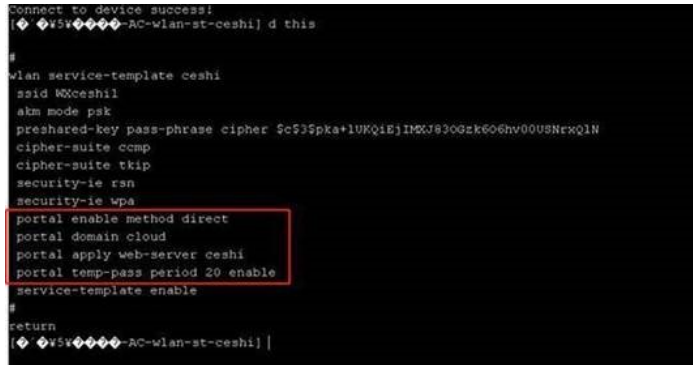 Connect to device success!
[�´�¥5¥����-AC-wlan-st-ceshi] d this
#
wlan service-template ceshi
ssid WXceshi1
akm mode psk
preshared-key pass-phrase cipher $c$3$pka+lUKQiEjIMXJ83OGzk6O6hv00USNrxQlN
cipher-suite ccmp
cipher-suite tkip
security-ie rsn
security-ie wpa
portal enable method direct
portal domain cloud
portal apply web-server ceshi
portal temp-pass period 20 enable
service-template enable
#
return
[�´�¥5¥����-AC-wlan-st-ceshi]